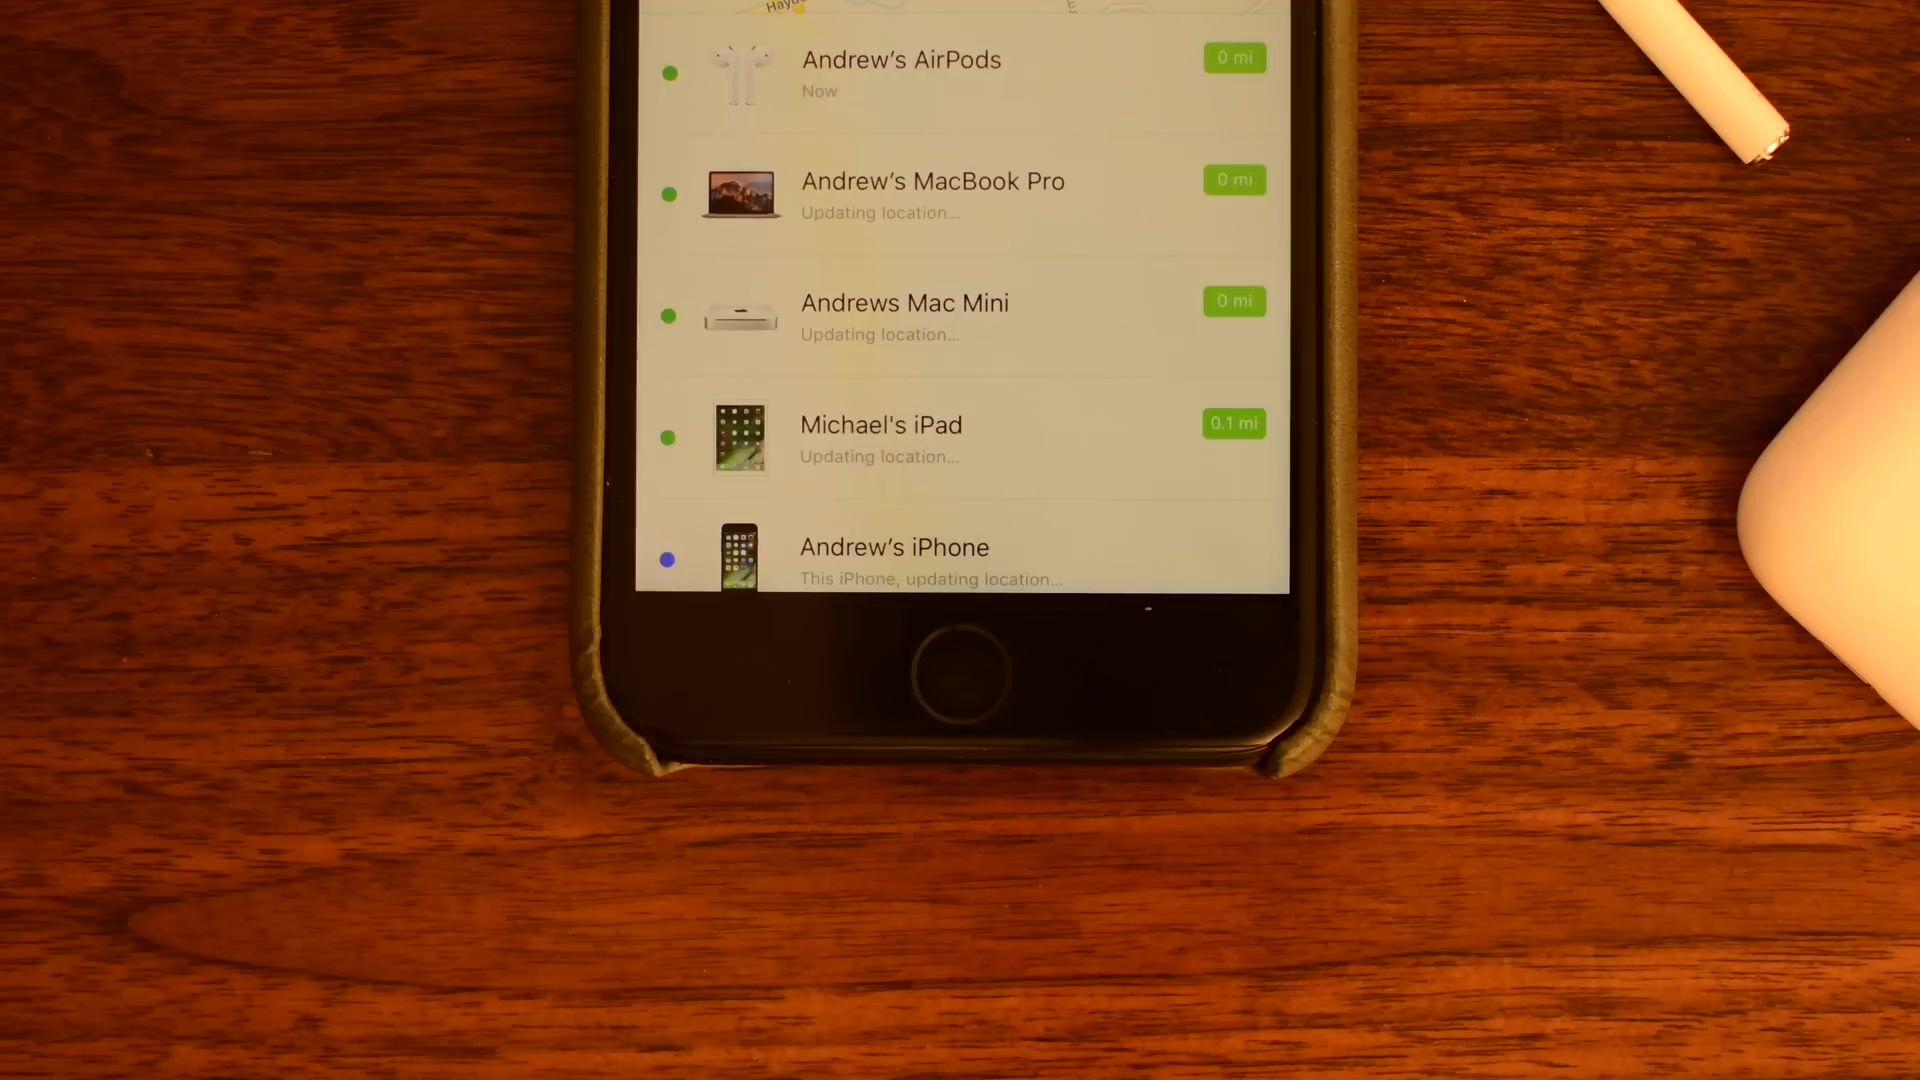 Andrew’s AirPods
0 mi
Now
Andrew’s MacBook Pro
0 mi
Updating location...
Andrews Mac Mini
0 mi
Updating location...
Michael's iPad
0.1 mi
Updating location...
Andrew’s iPhone
This iPhone, updating location...